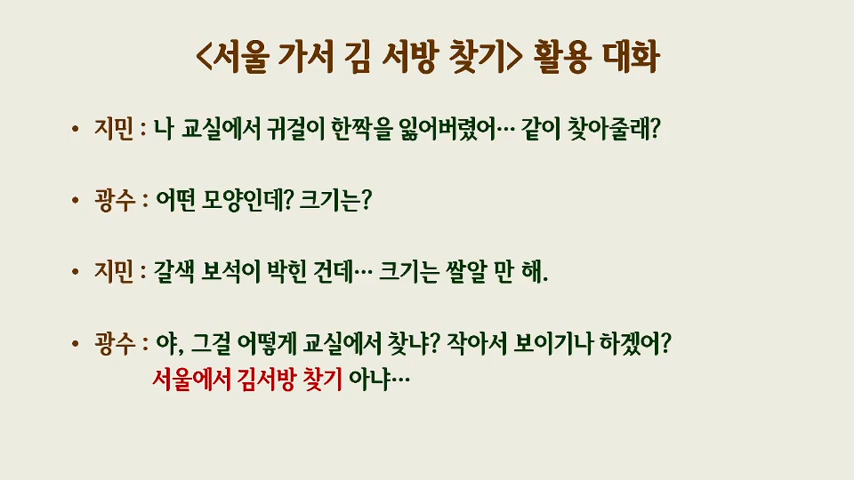 <서울 가서 김 서방 찾기> 활용 대화
• 지민 : 나 교실에서 귀걸이 한짝을 잃어버렸어… 같이 찾아줄래?
• 광수 : 어떤 모양인데? 크기는?
• 지민 : 갈색 보석이 박힌 건데… 크기는 쌀알 만 해.
• 광수 : 야, 그걸 어떻게 교실에서 찾냐? 작아서 보이기나 하겠어?
서울에서 김서방 찾기 아냐…